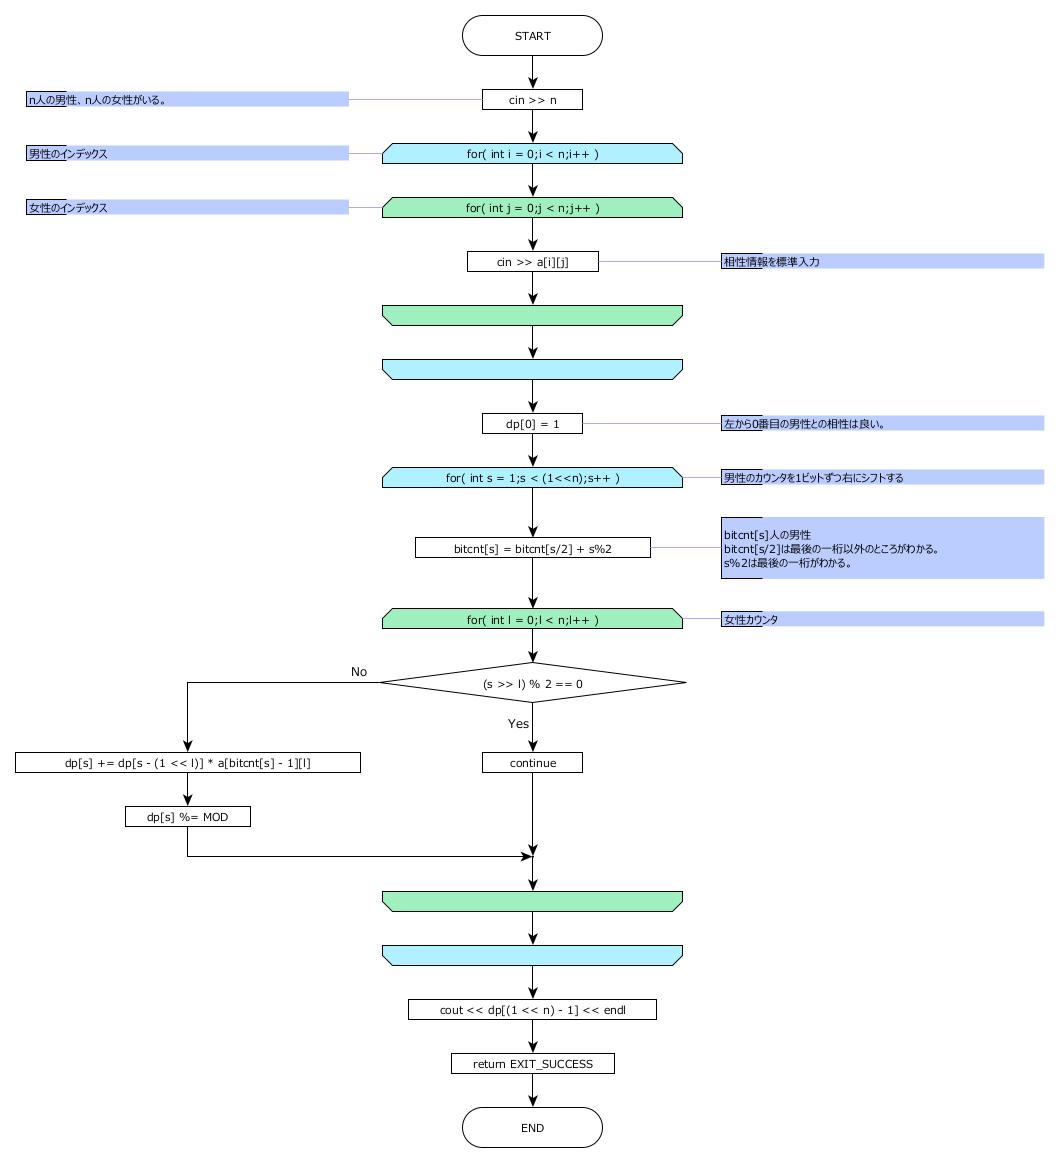 START
n人の男性、n人の女性がいる。
cin >> n
男性のインデックス
for( int i = 0;i < n;i++ )
女性のインデックス
for( int j = 0;j < n;j++ )
cin >> a[i][j]
相性情報を標準入力
dp[0] = 1
左から0番目の男性との相性は良い。
for( int s = 1;s < (1<<n);s++ )
男性のカウンタを1ビットずつ右にシフトする
bitcnt[s] = bitcnt[s/2] + s%2
bitcnt[s]人の男性
bitcnt[s/2]は最後の一桁以外のところがわかる。
s%2は最後の一桁がわかる。
for( int l = 0;l < n;l++ )
女性カウンタ
No
(s >> l) % 2 == 0
Yes
dp[s] += dp[s - (1 << l)] * a[bitcnt[s] - 1][l]
continue
dp[s] %= MOD
cout << dp[(1 << n) - 1] << endl
return EXIT_SUCCESS
END